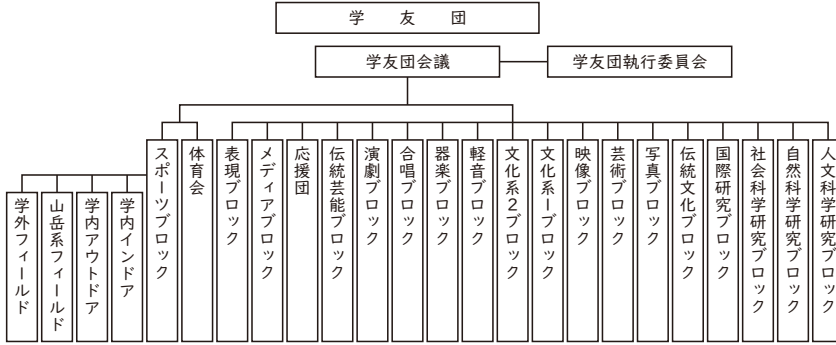 学友団
学友団会議
学友団執行委員会
学外フィールド
山岳系フィールド
学内アウトドア
学内インドア
スポーツブロック
体育会
表現ブロック
メディアブロック
応援団
伝統芸能ブロック
演劇ブロック
合唱ブロック
器楽ブロック
軽音ブロック
文化系2ブロック
文化系1ブロック
映像ブロック
芸術ブロック
写真ブロック
伝統文化ブロック
国際研究ブロック
社会科学研究ブロック
自然科学研究ブロック
人文科学研究ブロック